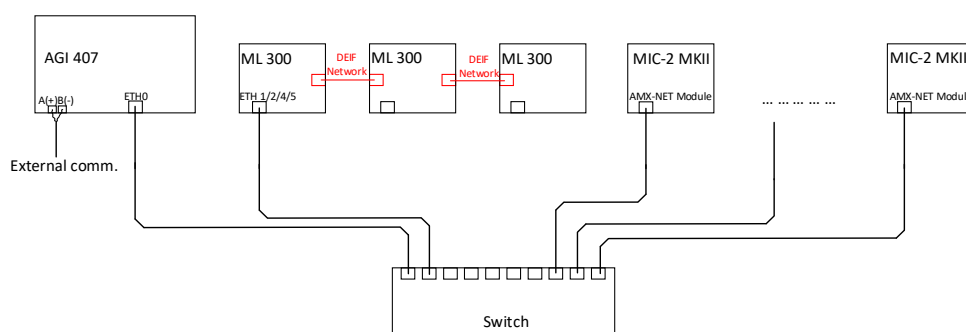 AGI 407
A(+)B(-)
ETH0
External comm.
ML 300
ETH 1/2/4/5
DEIF
Network
ML 300
DEIF
Network
ML 300
MIC-2 MKII
AMX-NET Module
... ... ... ... ...
MIC-2 MKII
AMX-NET Modul
Switch